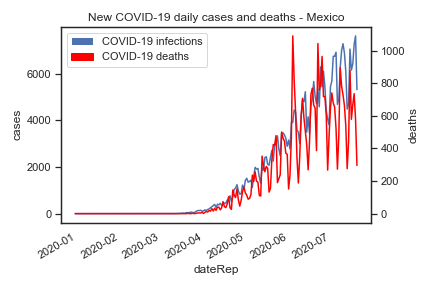 New COVID-19 daily cases and deaths - Mexico
COVID-19 infections
COVID-19 deaths
6000
4000
2000
0
cases
1000
800
600
400
200
0
deaths
2020-01
2020-02
2020-03
2020-04
2020-05
2020-06
2020-07
dateRep